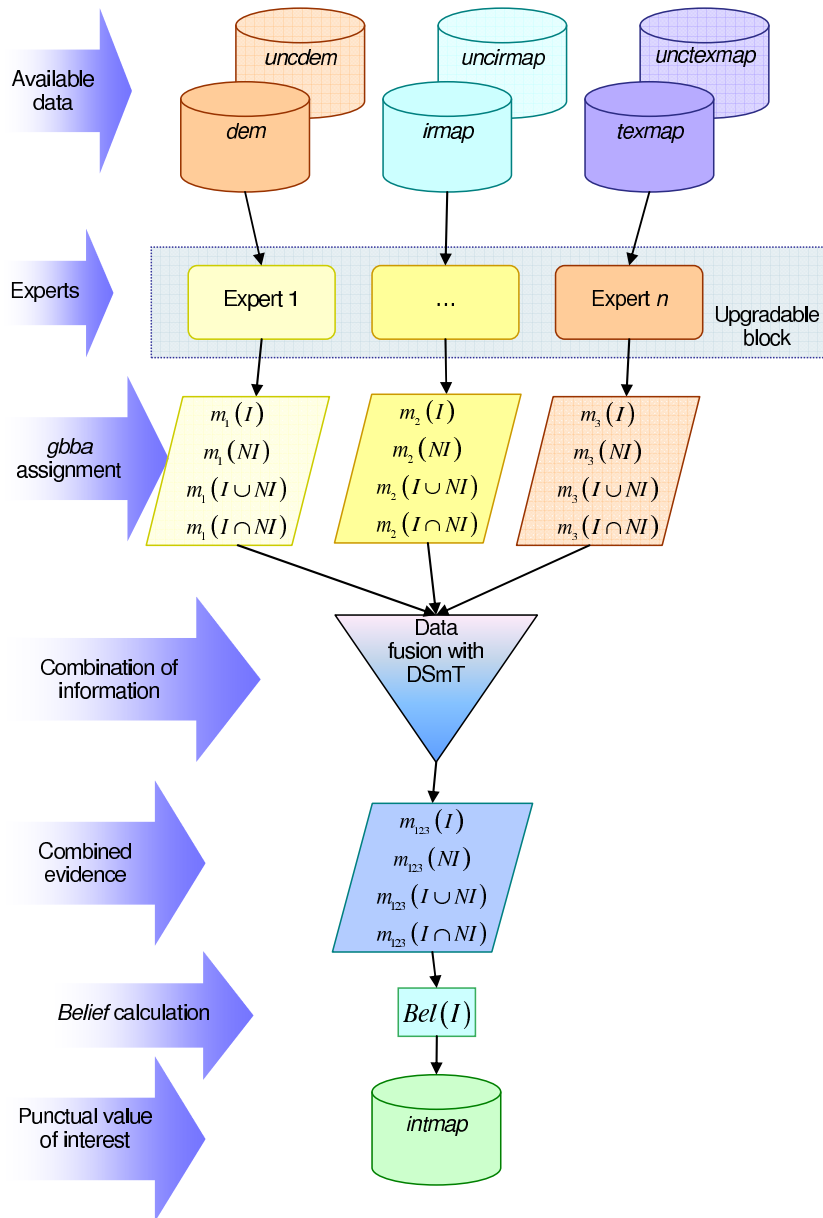 Available
data
uncdem
uncirmap
unctexmap
dem
irmap
texmap
Experts
Expert 1
...
Expert n
Upgradable
block
gbba
assignment
m₁(I)
m₁(NI)
m₁(I ∪ NI)
m₁(I ∩ NI)
m₂(I)
m₂(NI)
m₂(I ∪ NI)
m₂(I ∩ NI)
m₃(I)
m₃(NI)
m₃(I ∪ NI)
m₃(I ∩ NI)
Combination of
information
Data
fusion with
DSmT
Combined
evidence
m₁₂₃(I)
m₁₂₃(NI)
m₁₂₃(I ∪ NI)
m₁₂₃(I ∩ NI)
Belief calculation
Bel(I)
Punctual value
of interest
intmap